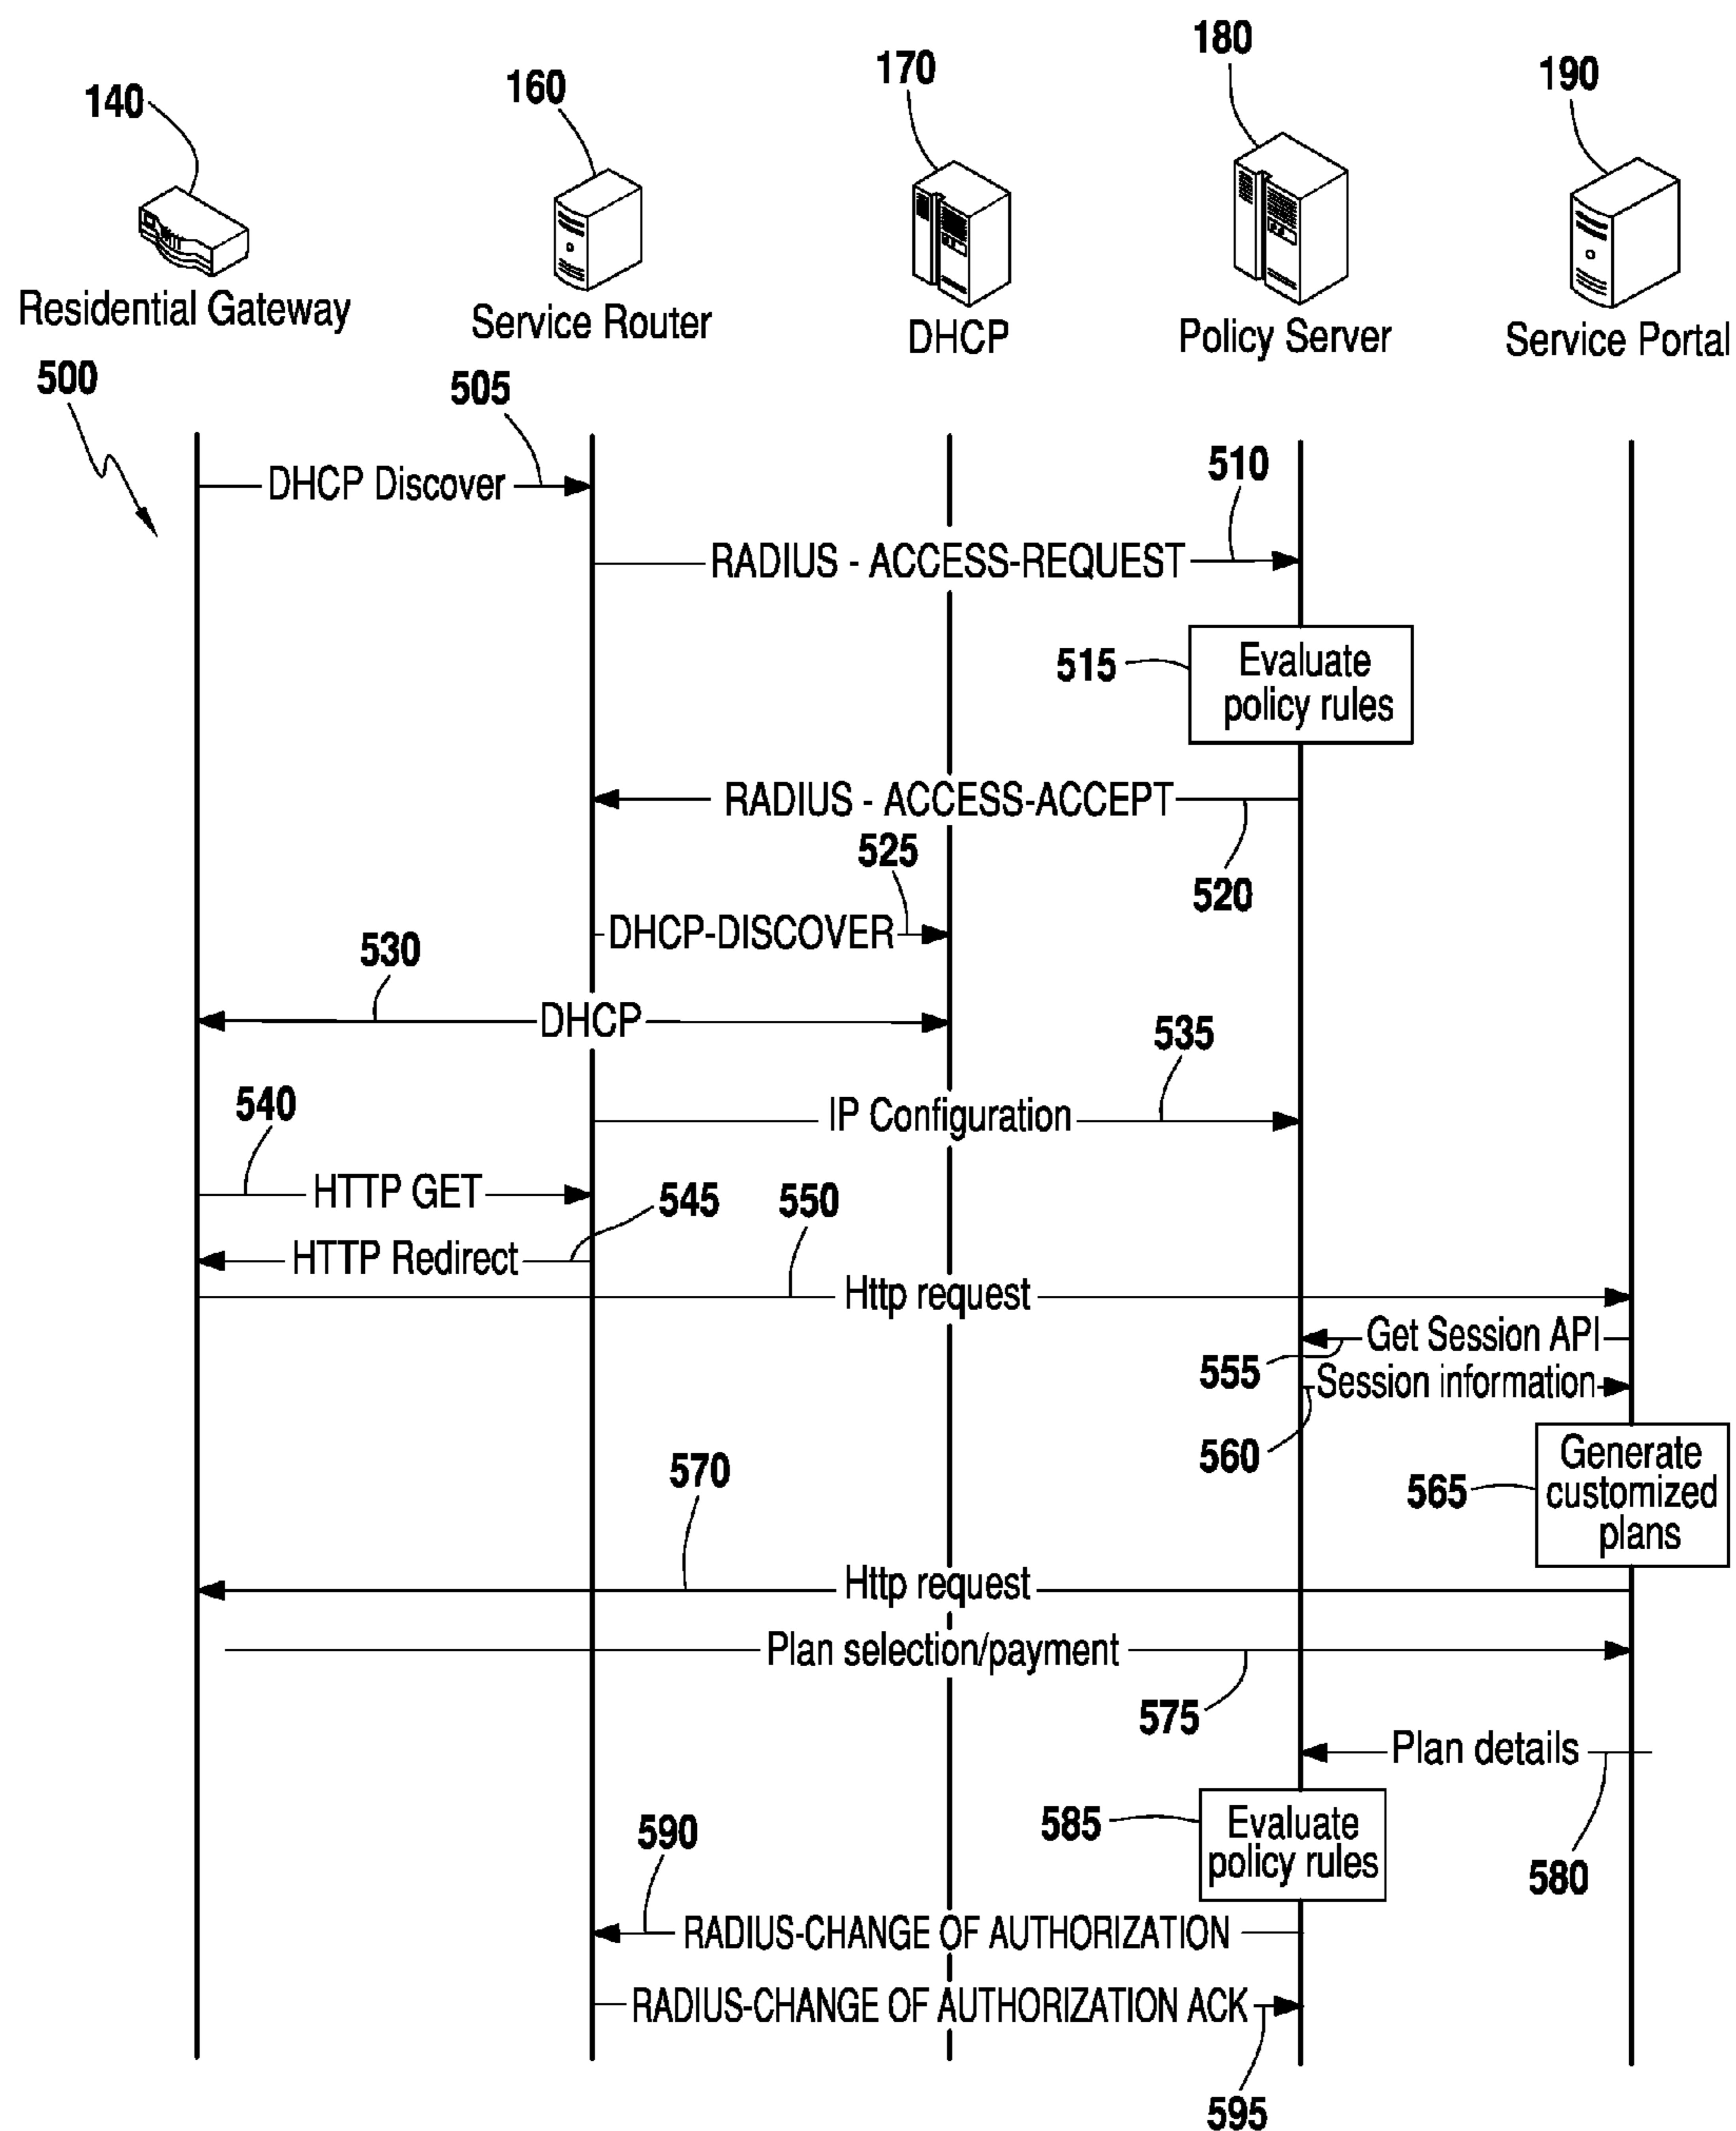 140
160
170
180
190
Residential Gateway
Service Router
DHCP
Policy Server
Service Portal
500
505
DHCP Discover
510
RADIUS - ACCESS-REQUEST
515
Evaluate
policy rules
RADIUS - ACCESS-ACCEPT
520
525
DHCP-DISCOVER
530
DHCP
535
IP Configuration
540
HTTP GET
545
550
HTTP Redirect
Http request
Get Session API
555
Session information
560
Generate
customized
plans
565
570
Http request
Plan selection/payment
575
Plan details
580
585
Evaluate
policy rules
590
RADIUS-CHANGE OF AUTHORIZATION
RADIUS-CHANGE OF AUTHORIZATION ACK
595